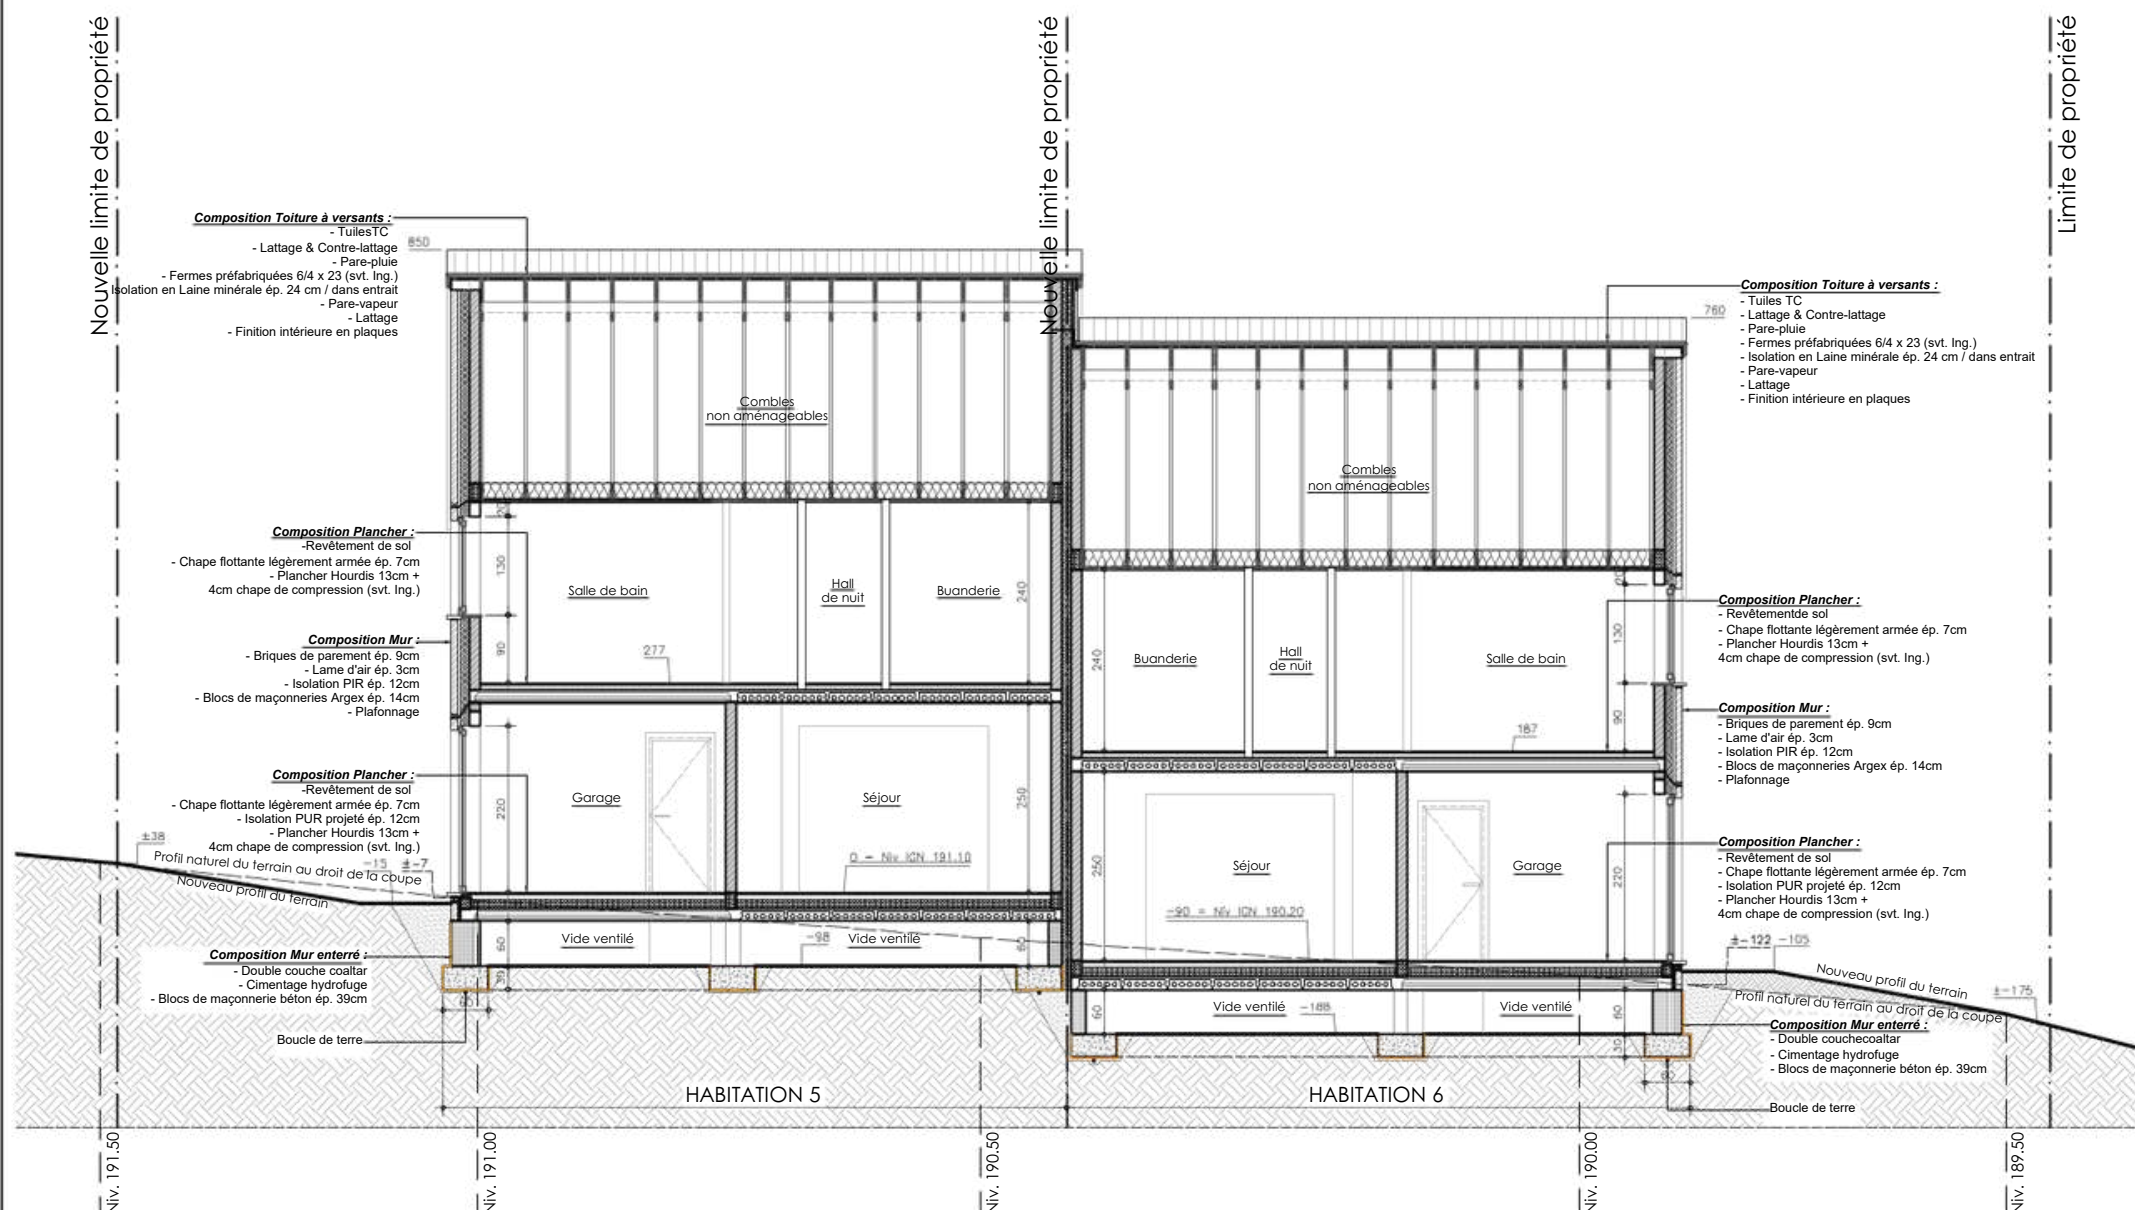 Nouvelle limite de propriété
Nouvelle limite de propriété
Limite de propriété
Composition Toiture à versants :
- TuilesTC
- Lattage & Contre-lattage
- Pare-pluie
- Fermes préfabriquées 6/4 x 23 (svt. Ing.)
Isolation en Laine minérale ép. 24 cm / dans entrait
- Pare-vapeur
- Lattage
- Finition intérieure en plaques
850
Composition Toiture à versants :
- Tuiles TC
- Lattage & Contre-lattage
- Pare-pluie
- Fermes préfabriquées 6/4 x 23 (svt. Ing.)
- Isolation en Laine minérale ép. 24 cm / dans entrait
- Pare-vapeur
- Lattage
- Finition intérieure en plaques
760
Combles
non aménageables
Combles
non aménageables
Composition Plancher :
-Revêtement de sol
- Chape flottante légèrement armée ép. 7cm
- Plancher Hourdis 13cm +
4cm chape de compression (svt. Ing.)
Composition Mur :
- Briques de parement ép. 9cm
- Lame d'air ép. 3cm
- Isolation PIR ép. 12cm
- Blocs de maçonneries Argex ép. 14cm
- Plafonnage
Composition Plancher :
-Revêtement de sol
- Chape flottante légèrement armée ép. 7cm
- Isolation PUR projeté ép. 12cm
- Plancher Hourdis 13cm +
4cm chape de compression (svt. Ing.)
20
130
90
220
Salle de bain
Hall
de nuit
Buanderie
240
277
Garage
Séjour
250
0 = Niv IGN 191.10
Buanderie
Hall
de nuit
Salle de bain
240
187
20
130
90
220
Séjour
Garage
250
-90 = Niv IGN 190.20
Composition Plancher :
- Revêtementde sol
- Chape flottante légèrement armée ép. 7cm
- Plancher Hourdis 13cm +
4cm chape de compression (svt. Ing.)
Composition Mur :
- Briques de parement ép. 9cm
- Lame d'air ép. 3cm
- Isolation PIR ép. 12cm
- Blocs de maçonneries Argex ép. 14cm
- Plafonnage
Composition Plancher :
- Revêtement de sol
- Chape flottante légèrement armée ép. 7cm
- Isolation PUR projeté ép. 12cm
- Plancher Hourdis 13cm +
4cm chape de compression (svt. Ing.)
±38
Profil naturel du terrain au droit de la coupe
-15
±-7
Nouveau profil du terrain
Vide ventilé
-98
Vide ventilé
60
60
30
60
Composition Mur enterré :
- Double couche coaltar
- Cimentage hydrofuge
- Blocs de maçonnerie béton ép. 39cm
Boucle de terre
±-122
-105
Nouveau profil du terrain
±-175
Profil naturel du terrain au droit de la coupe
Vide ventilé
-188
Vide ventilé
60
60
30
60
Composition Mur enterré :
- Double couchecoaltar
- Cimentage hydrofuge
- Blocs de maçonnerie béton ép. 39cm
Boucle de terre
HABITATION 5
HABITATION 6
Niv. 191.50
Niv. 191.00
Niv. 190.50
Niv. 190.00
Niv. 189.50